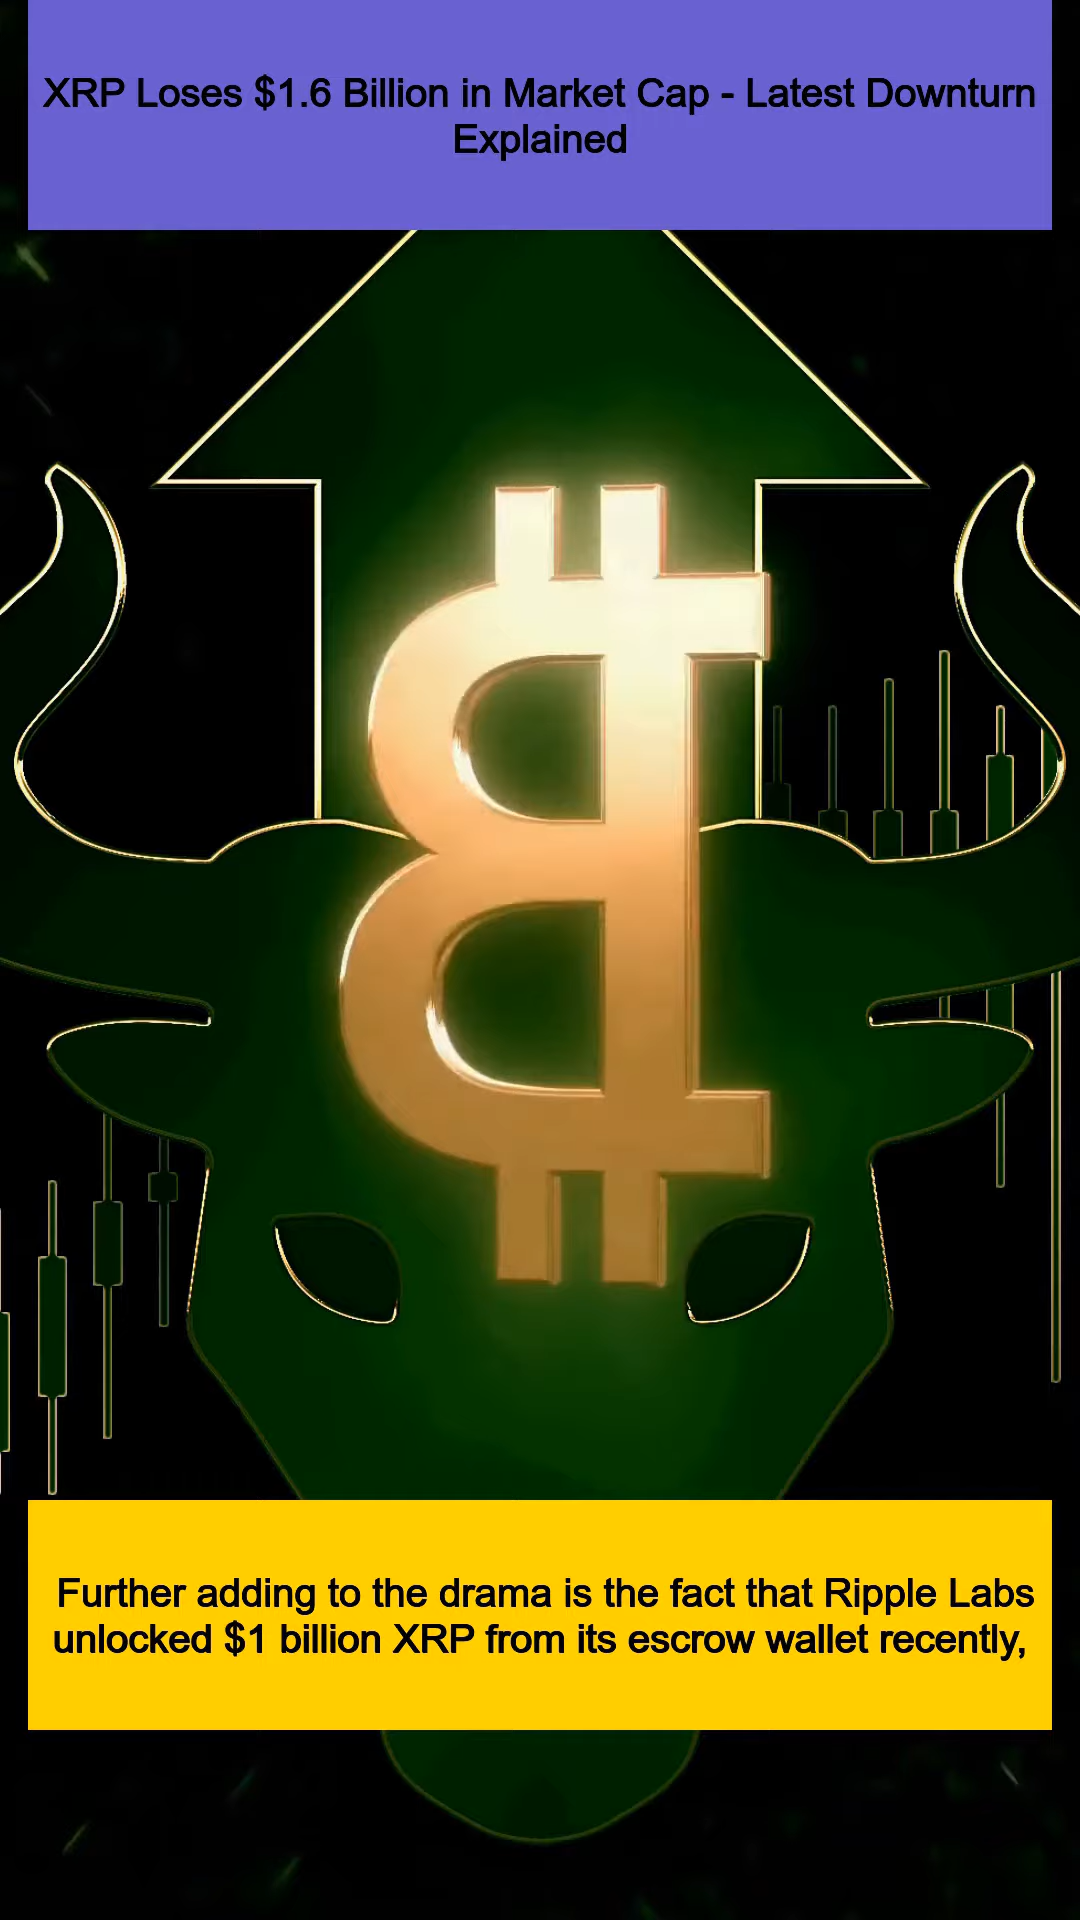 XRP Loses $1.6 Billion in Market Cap - Latest Downturn
Explained
Further adding to the drama is the fact that Ripple Labs
unlocked $1 billion XRP from its escrow wallet recently,